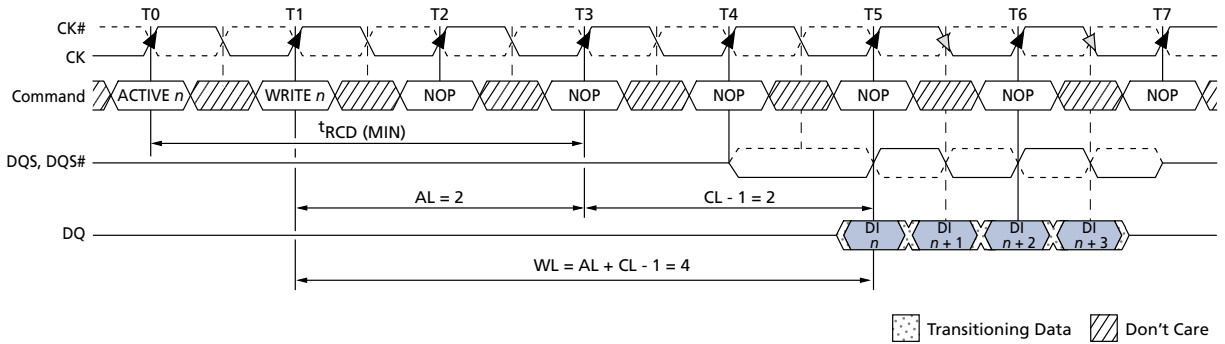 T0 T1 T2 T3 T4 T5 T6 T7
CK#
CK
Command ACTIVE n WRITE n NOP NOP NOP NOP NOP NOP
tRCD (MIN)
DQS, DQS#
AL = 2 CL - 1 = 2
DQ DI n DI n + 1 DI n + 2 DI n + 3
WL = AL + CL - 1 = 4
Transitioning Data Don't Care